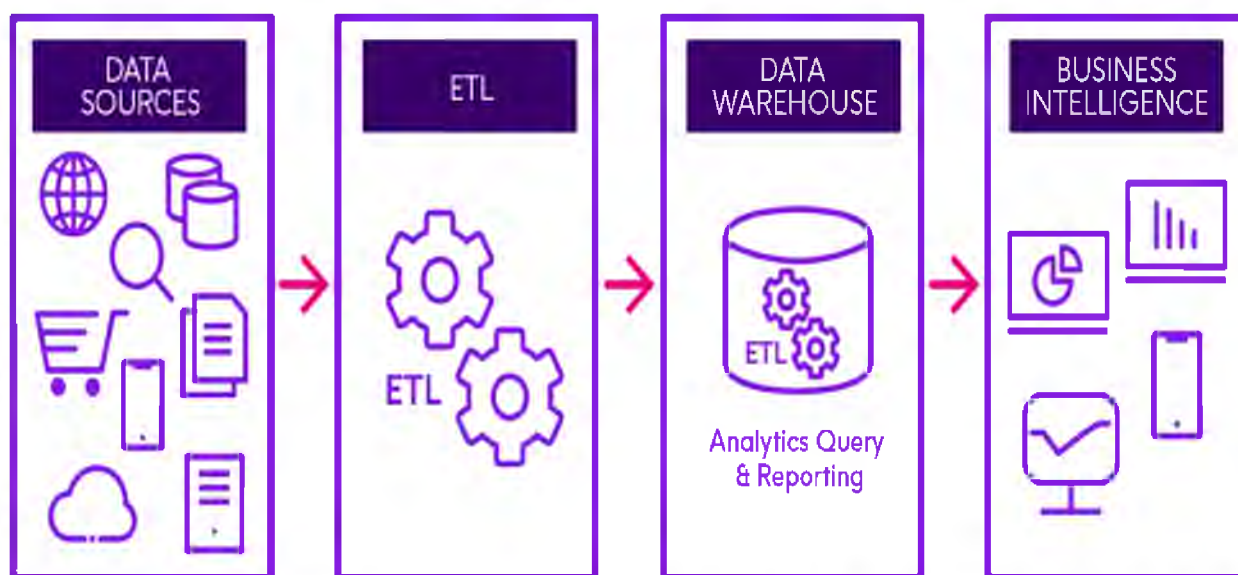 DATA
SOURCES
ETL
ETL
DATA
WAREHOUSE
ETL
Analytics Query
& Reporting
BUSINESS
INTELLIGENCE